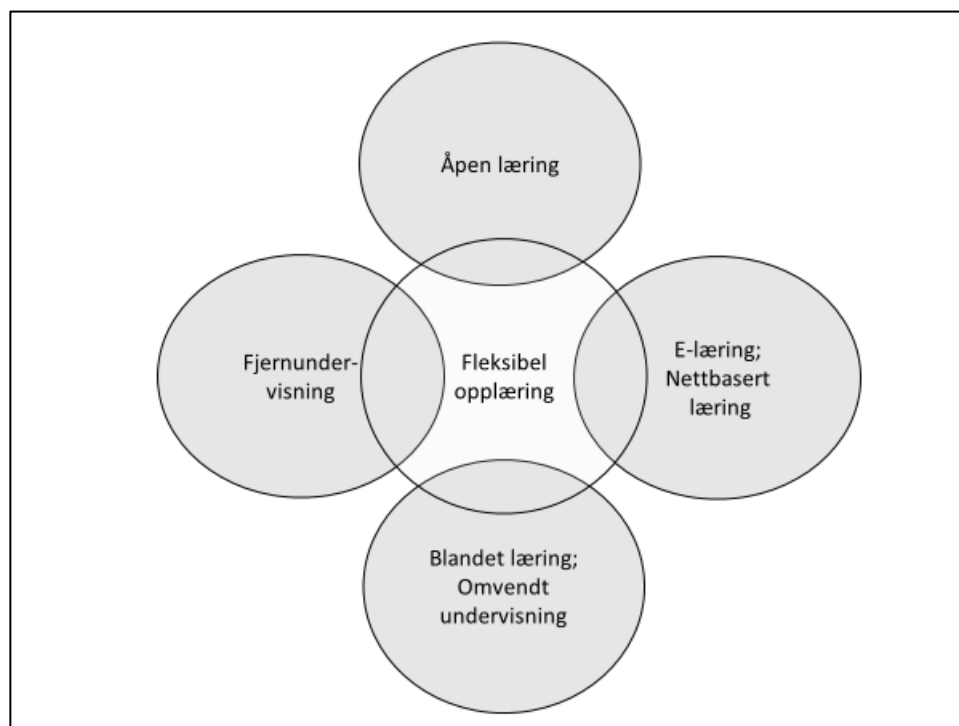 Åpen læring
Fjernunder-
visning
Fleksibel
opplæring
E-læring;
Nettbasert
læring
Blandet læring;
Omvendt
undervisning